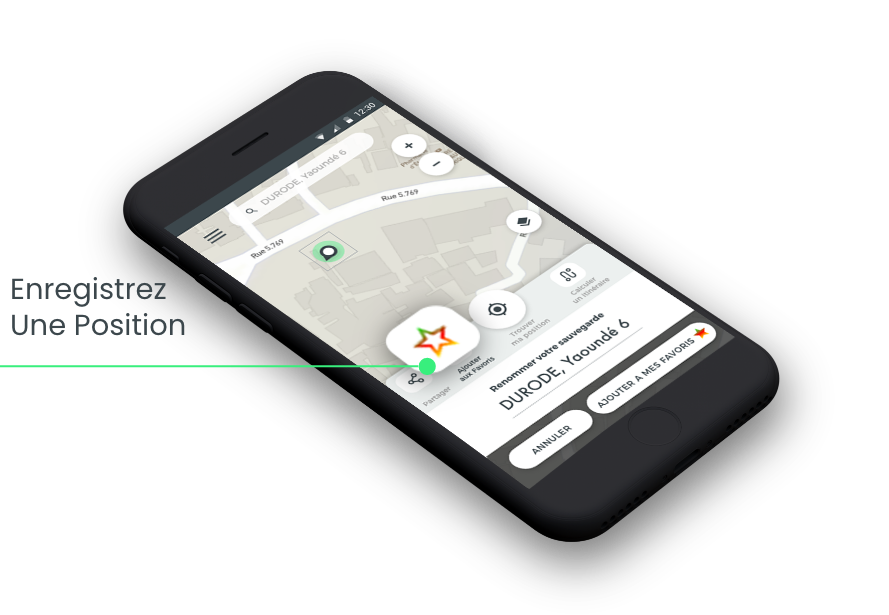 12:30
DURODE, Yaoundé 6
+
−
Rue 5.769
Rue 5.769
Enregistrez
Une Position
Calculer
un itinéraire
Trouver
ma position
Ajouter
aux Favoris
Partager
Renommer votre sauvegarde
DURODE, Yaoundé 6
ANNULER
AJOUTER A MES FAVORIS